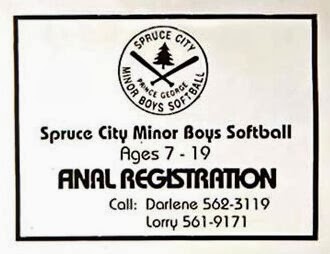 SPRUCE CITY
PRINCE GEORGE
MINOR BOYS SOFTBALL
Spruce City Minor Boys Softball
Ages 7 - 19
ANAL REGISTRATION
Call: Darlene 562-3119
Lorry 561-9171